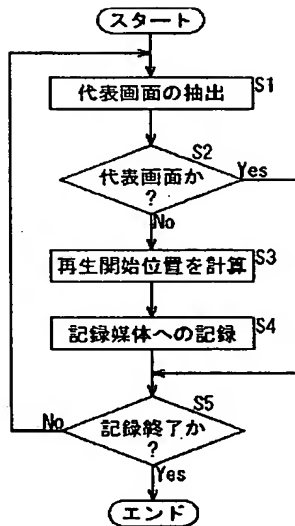 スタート
代表画面の抽出
S1
代表画面か
?
S2
Yes
No
再生開始位置を計算
S3
記録媒体への記録
S4
記録終了か
?
S5
No
Yes
エンド